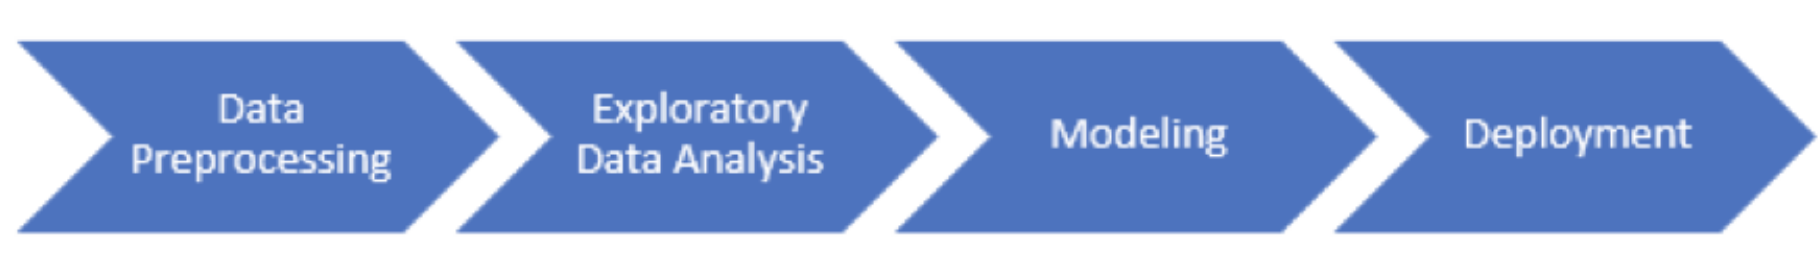 Data
Preprocessing
Exploratory
Data Analysis
Modeling
Deployment